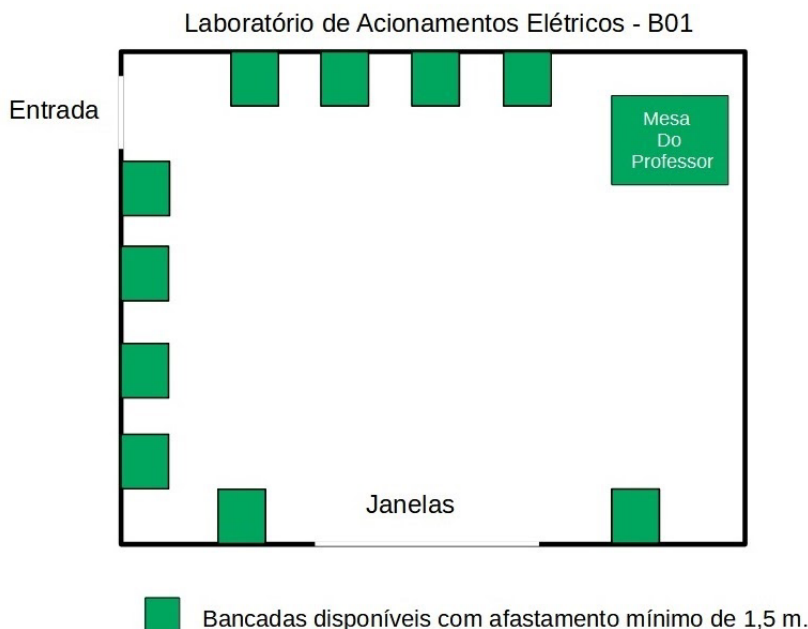 Laboratório de Acionamentos Elétricos - B01
Entrada
Mesa
Do
Professor
Janelas
Bancadas disponíveis com afastamento mínimo de 1,5 m.